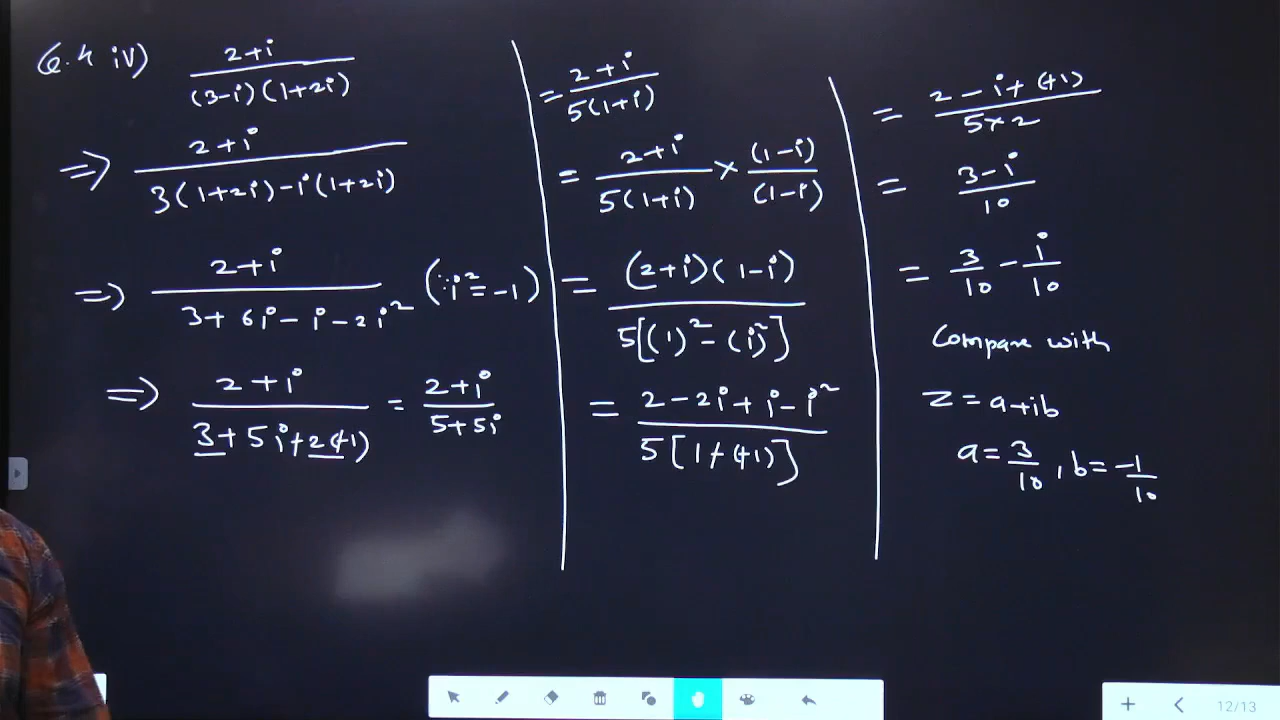 Q.4 iv) (2+i)/((3-i)(1+2i))
⇒ (2+i)/(3(1+2i)-i(1+2i))
⇒ (2+i)/(3+6i-i-2i²) (∵i²=-1)
⇒ (2+i)/(3+5i+2(+1)) = (2+i)/(5+5i)
= (2+i)/(5(1+i))
= (2+i)/(5(1+i)) × (1-i)/(1-i)
= ((2+i)(1-i))/(5[(1)²-(i)²])
= (2-2i+i-i²)/(5[1+(+1)])
= (2-i+(+1))/(5×2)
= (3-i)/10
= 3/10 - i/10
Compare with
z=a+ib
a=3/10, b=-1/10
12/13